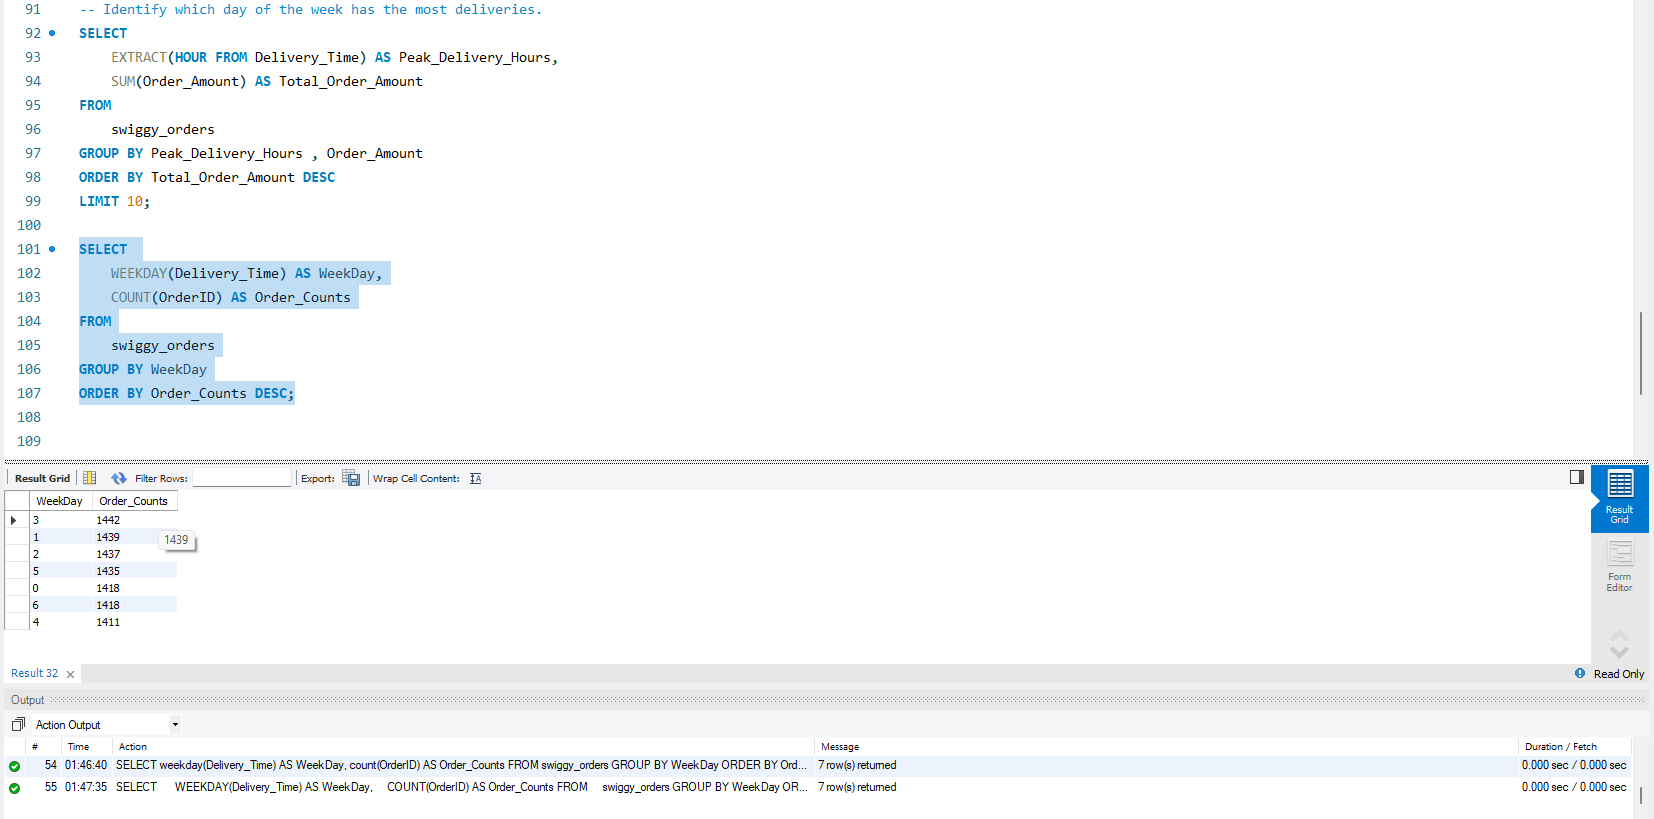 91 -- Identify which day of the week has the most deliveries.
92 SELECT
93 EXTRACT(HOUR FROM Delivery_Time) AS Peak_Delivery_Hours,
94 SUM(Order_Amount) AS Total_Order_Amount
95 FROM
96 swiggy_orders
97 GROUP BY Peak_Delivery_Hours , Order_Amount
98 ORDER BY Total_Order_Amount DESC
99 LIMIT 10;
100
101 SELECT
102 WEEKDAY(Delivery_Time) AS WeekDay,
103 COUNT(OrderID) AS Order_Counts
104 FROM
105 swiggy_orders
106 GROUP BY WeekDay
107 ORDER BY Order_Counts DESC;
108
109
Result Grid Filter Rows: Export: Wrap Cell Content: IA
WeekDay Order_Counts
3 1442
1 1439
1439
2 1437
5 1435
0 1418
6 1418
4 1411
Result
Grid
Form
Editor
Result 32 Read Only
Output
Action Output
# Time Action Message Duration / Fetch
54 01:46:40 SELECT weekday(Delivery_Time) AS WeekDay, count(OrderID) AS Order_Counts FROM swiggy_orders GROUP BY WeekDay ORDER BY Ord... 7 row(s) returned 0.000 sec / 0.000 sec
55 01:47:35 SELECT WEEKDAY(Delivery_Time) AS WeekDay, COUNT(OrderID) AS Order_Counts FROM swiggy_orders GROUP BY WeekDay OR... 7 row(s) returned 0.000 sec / 0.000 sec